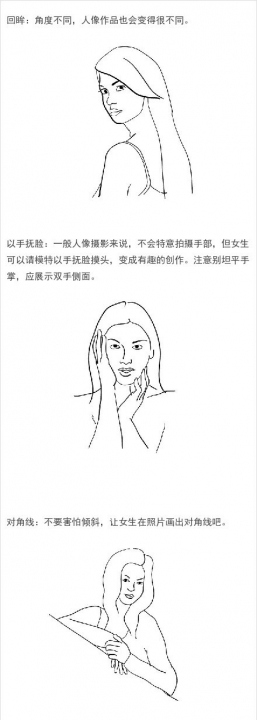 回眸：角度不同，人像作品也会变得很不同。
以手抚脸：一般人像摄影来说，不会特意拍摄手部，但女生
可以请模特以手抚脸摸头，变成有趣的创作。注意别坦平手
掌，应展示双手侧面。
对角线：不要害怕倾斜，让女生在照片画出对角线吧。